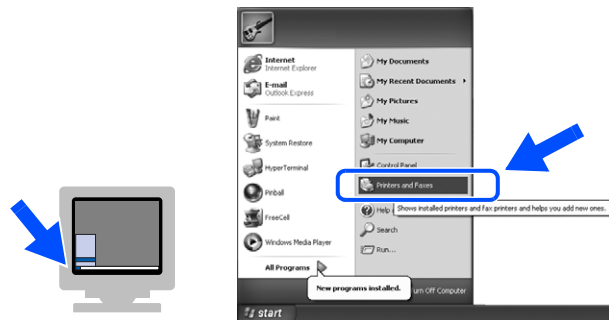 Internet
Internet Explorer
E-mail
Outlook Express
Paint
System Restore
HyperTerminal
Pinball
FreeCell
Windows Media Player
All Programs
New programs installed.
My Documents
My Recent Documents
My Pictures
My Music
My Computer
Control Panel
Printers and Faxes
Help
Shows installed printers and fax printers and helps you add new ones.
Search
Run...
urn Off Computer
start